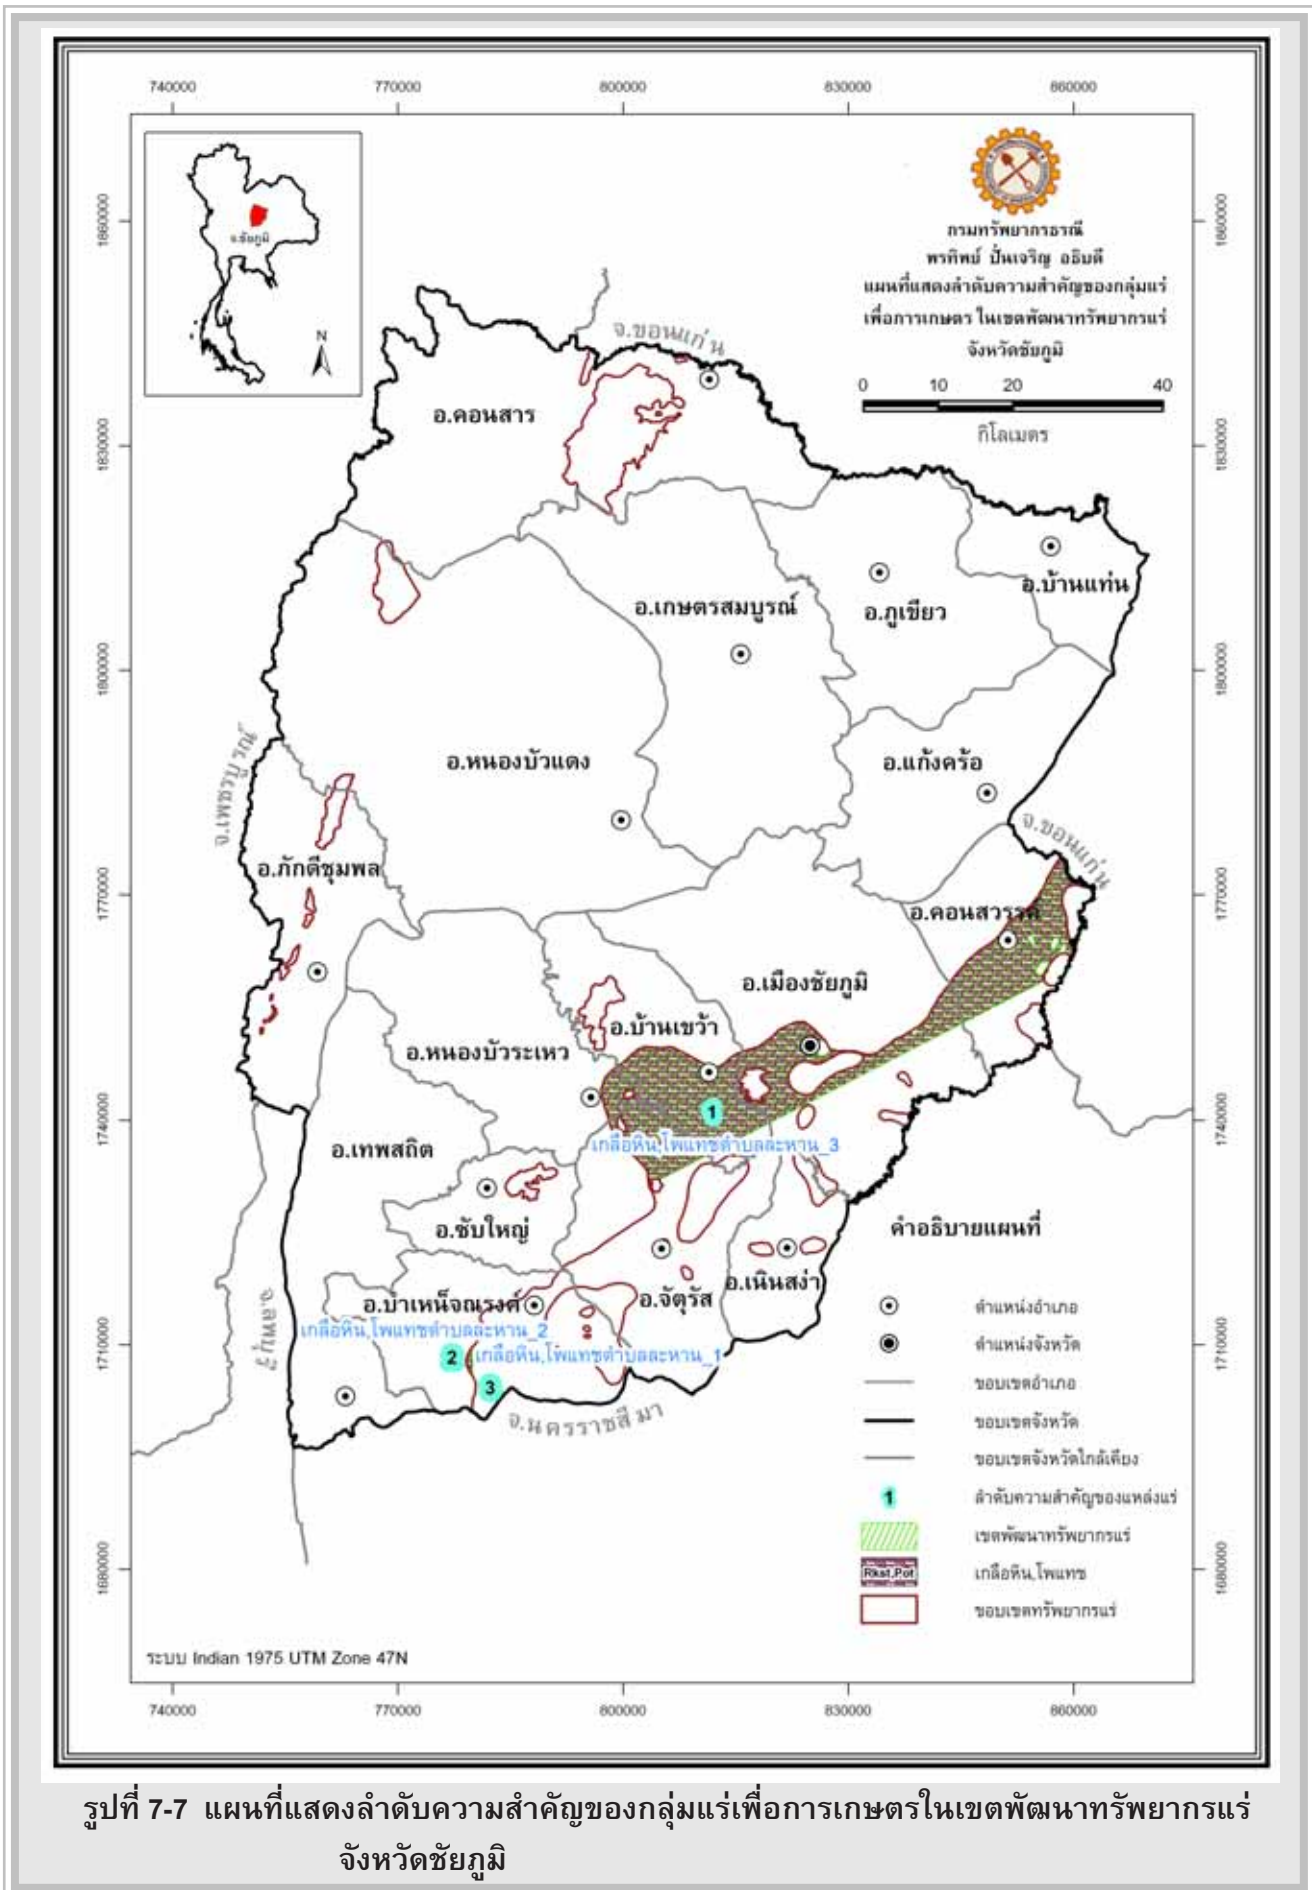 740000 770000 800000 830000 860000
1860000
1830000
1800000
1770000
1740000
1710000
1680000
1860000
1830000
1800000
1770000
1740000
1710000
1680000
จ.ชัยภูมิ
N
กรมทรัพยากรธรณี
พรทิพย์ ปั่นเจริญ อธิบดี
แผนที่แสดงลำดับความสำคัญของกลุ่มแร่
เพื่อการเกษตร ในเขตพัฒนาทรัพยากรแร่
จังหวัดชัยภูมิ
0 10 20 40
กิโลเมตร
จ.ขอนแก่น
อ.คอนสาร
อ.บ้านแท่น
อ.เกษตรสมบูรณ์
อ.ภูเขียว
จ.เพชรบูรณ์
อ.หนองบัวแดง
อ.แก้งคร้อ
จ.ขอนแก่น
อ.ภักดีชุมพล
อ.คอนสวรรค์
อ.เมืองชัยภูมิ
อ.บ้านเขว้า
อ.หนองบัวระเหว
1
เกลือหิน,โพแทชตำบลละหาน_3
อ.เทพสถิต
อ.ซับใหญ่
อ.เนินสง่า
อ.จัตุรัส
อ.บำเหน็จณรงค์
จ.ลพบุรี
เกลือหิน,โพแทชตำบลละหาน_2
2
เกลือหิน,โพแทชตำบลละหาน_1
3
จ.นครราชสีมา
คำอธิบายแผนที่
ตำแหน่งอำเภอ
ตำแหน่งจังหวัด
ขอบเขตอำเภอ
ขอบเขตจังหวัด
ขอบเขตจังหวัดใกล้เคียง
1 ลำดับความสำคัญของแหล่งแร่
เขตพัฒนาทรัพยากรแร่
Rkst,Pot เกลือหิน,โพแทช
ขอบเขตทรัพยากรแร่
ระบบ Indian 1975 UTM Zone 47N
740000 770000 800000 830000 860000
รูปที่ 7-7 แผนที่แสดงลำดับความสำคัญของกลุ่มแร่เพื่อการเกษตรในเขตพัฒนาทรัพยากรแร่
จังหวัดชัยภูมิ